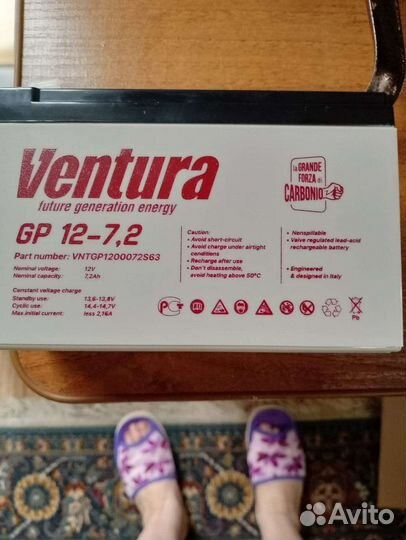 Ventura
future generation energy
GP 12-7,2
Part number: VNTGP1200072S63
Nominal voltage: 12V
Nominal capacity: 7,2Ah
Constant voltage charge
Standby use: 13,6-13,8V
Cyclic use: 14,4-14,7V
Max.initial current: less 2,16A
Caution:
• Avoid short-circuit
• Avoid charge under airtight
conditions
• Recharge after use
• Don't disassemble,
avoid heating above 50°C
la GRANDE
FORZA di
CARBONIO
• Nonspillable
• Valve regulated lead-acid
rechargeable battery
• Engineered
& designed in Italy
Pb
Avito